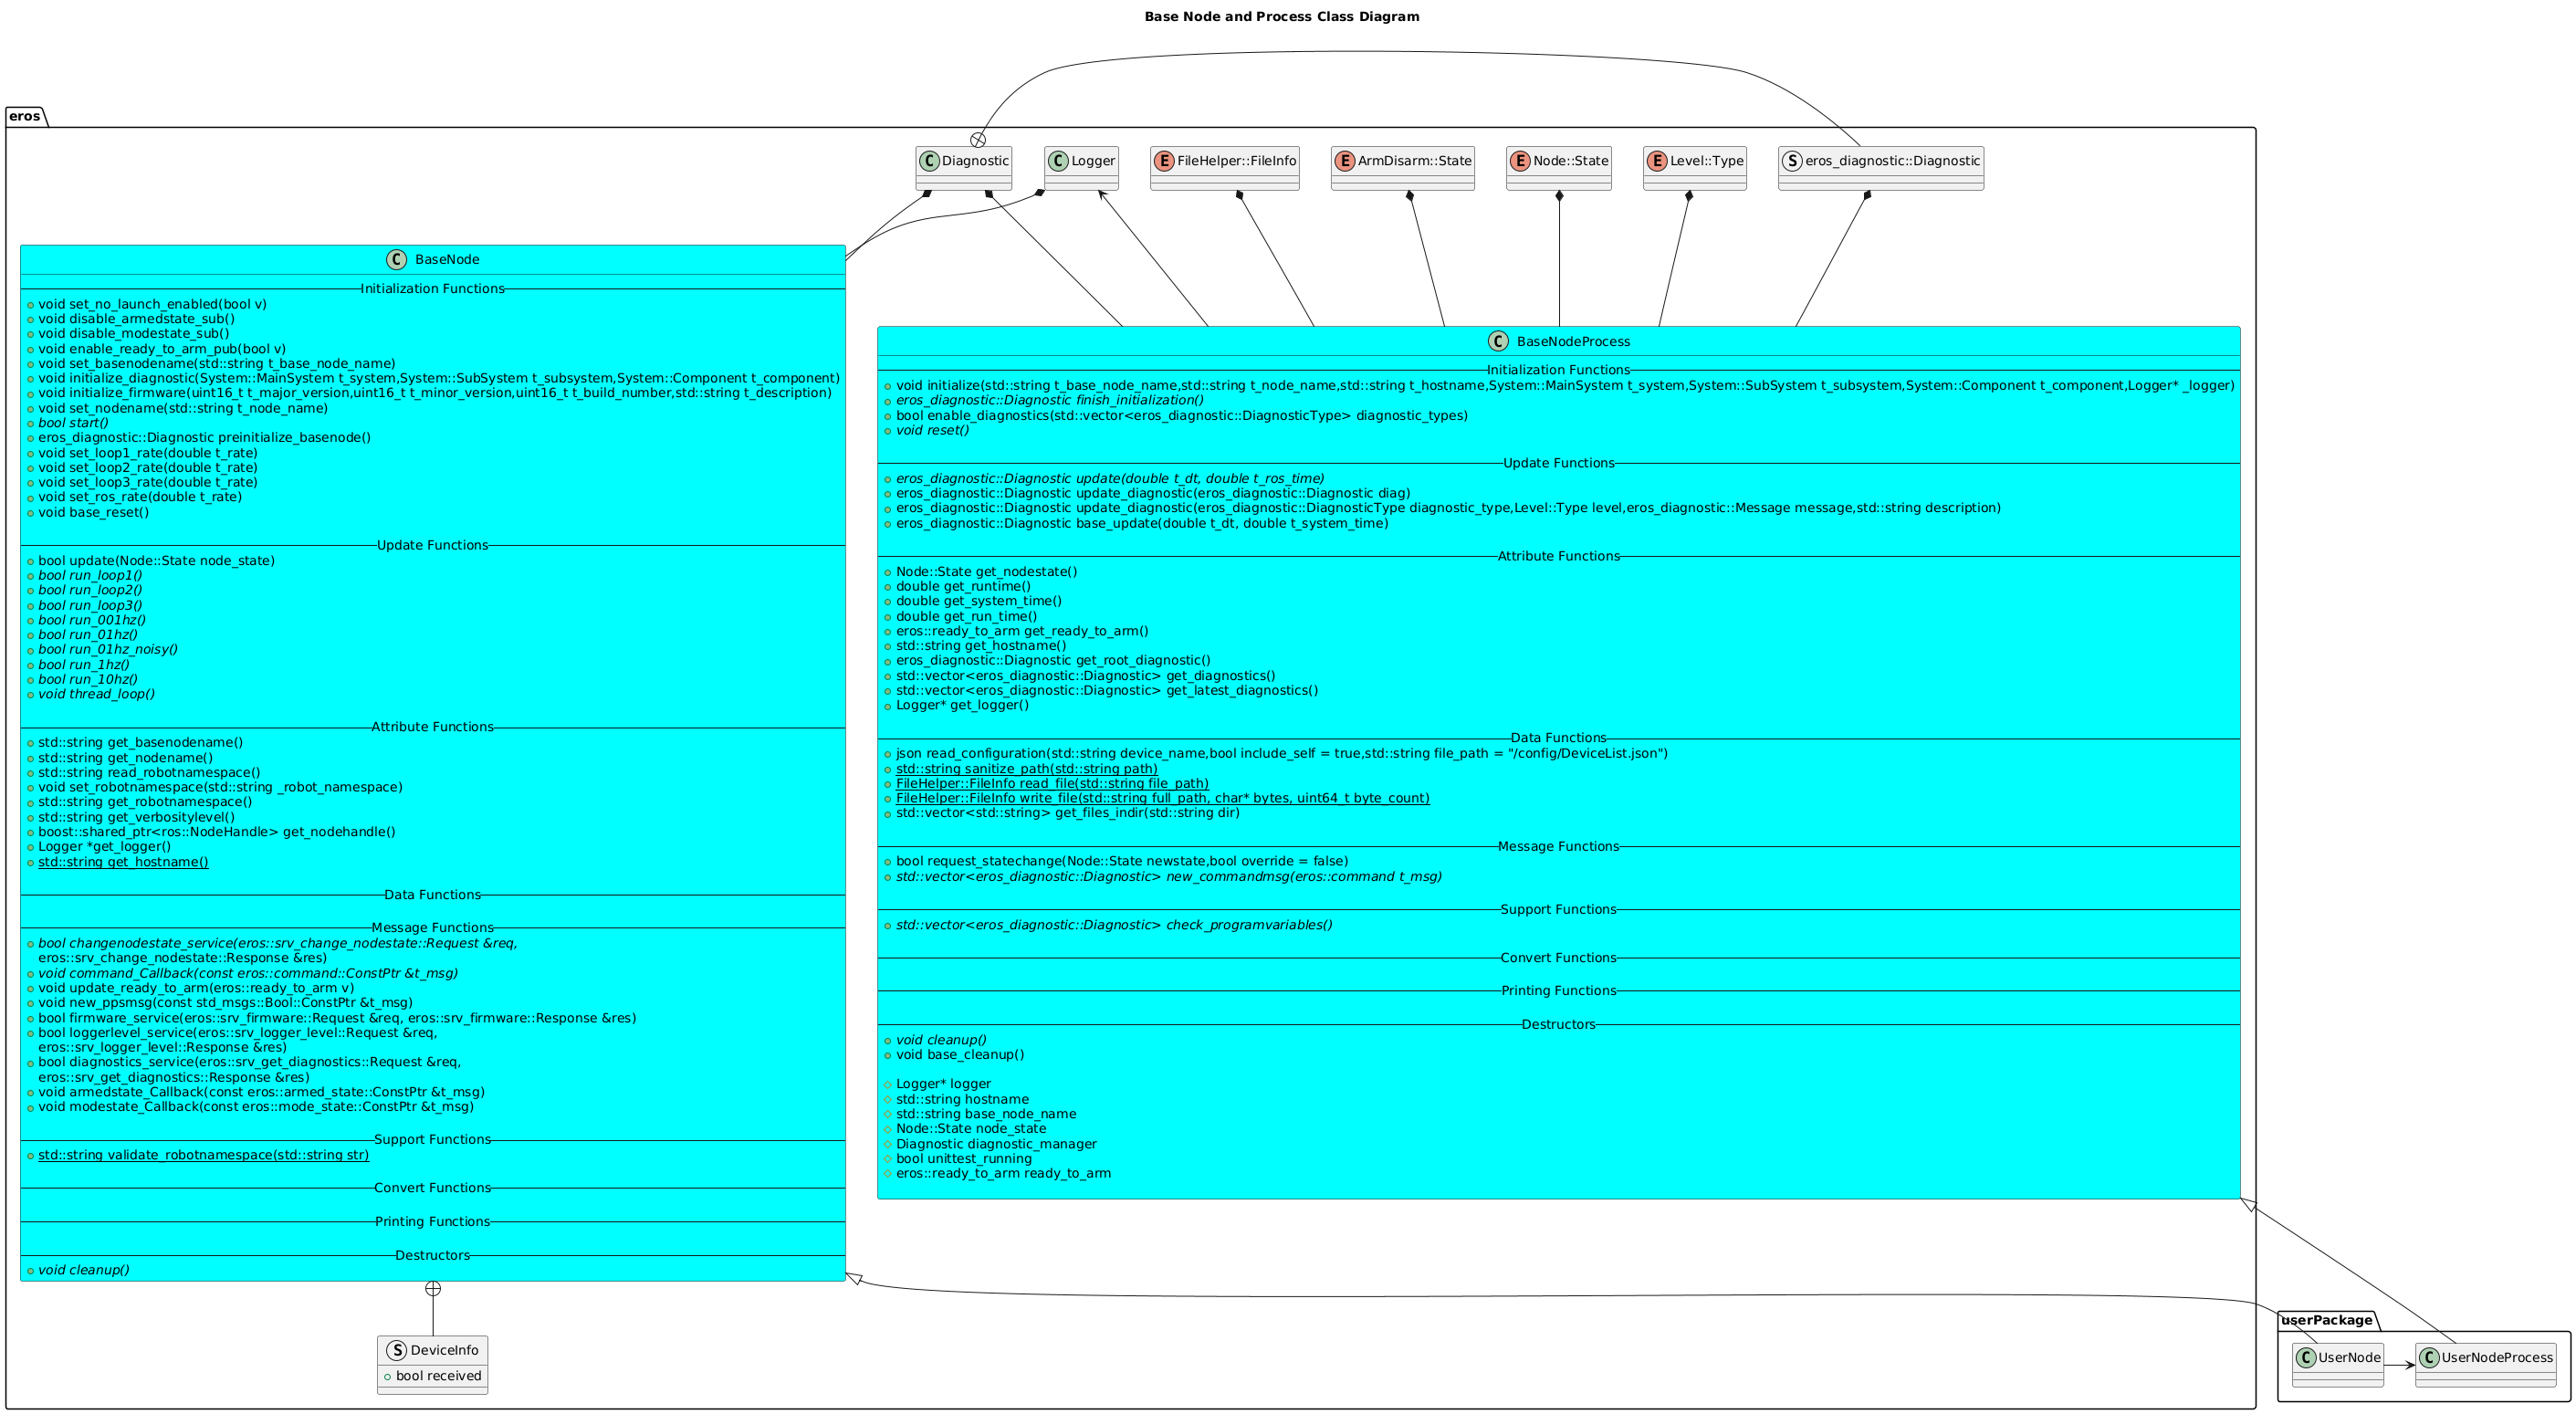 Base Node and Process Class Diagram
eros
C Diagnostic
C Logger
E FileHelper::FileInfo
E ArmDisarm::State
E Node::State
E Level::Type
S eros_diagnostic::Diagnostic
C BaseNode
Initialization Functions
void set_no_launch_enabled(bool v)
void disable_armedstate_sub()
void disable_modestate_sub()
void enable_ready_to_arm_pub(bool v)
void set_basenodename(std::string t_base_node_name)
void initialize_diagnostic(System::MainSystem t_system,System::SubSystem t_subsystem,System::Component t_component)
void initialize_firmware(uint16_t t_major_version,uint16_t t_minor_version,uint16_t t_build_number,std::string t_description)
void set_nodename(std::string t_node_name)
bool start()
eros_diagnostic::Diagnostic preinitialize_basenode()
void set_loop1_rate(double t_rate)
void set_loop2_rate(double t_rate)
void set_loop3_rate(double t_rate)
void set_ros_rate(double t_rate)
void base_reset()
Update Functions
bool update(Node::State node_state)
bool run_loop1()
bool run_loop2()
bool run_loop3()
bool run_001hz()
bool run_01hz()
bool run_01hz_noisy()
bool run_1hz()
bool run_10hz()
void thread_loop()
Attribute Functions
std::string get_basenodename()
std::string get_nodename()
std::string read_robotnamespace()
void set_robotnamespace(std::string _robot_namespace)
std::string get_robotnamespace()
std::string get_verbositylevel()
boost::shared_ptr<ros::NodeHandle> get_nodehandle()
Logger *get_logger()
std::string get_hostname()
Data Functions
Message Functions
bool changenodestate_service(eros::srv_change_nodestate::Request &req,
eros::srv_change_nodestate::Response &res)
void command_Callback(const eros::command::ConstPtr &t_msg)
void update_ready_to_arm(eros::ready_to_arm v)
void new_ppsmsg(const std_msgs::Bool::ConstPtr &t_msg)
bool firmware_service(eros::srv_firmware::Request &req, eros::srv_firmware::Response &res)
bool loggerlevel_service(eros::srv_logger_level::Request &req,
eros::srv_logger_level::Response &res)
bool diagnostics_service(eros::srv_get_diagnostics::Request &req,
eros::srv_get_diagnostics::Response &res)
void armedstate_Callback(const eros::armed_state::ConstPtr &t_msg)
void modestate_Callback(const eros::mode_state::ConstPtr &t_msg)
Support Functions
std::string validate_robotnamespace(std::string str)
Convert Functions
Printing Functions
Destructors
void cleanup()
C BaseNodeProcess
Initialization Functions
void initialize(std::string t_base_node_name,std::string t_node_name,std::string t_hostname,System::MainSystem t_system,System::SubSystem t_subsystem,System::Component t_component,Logger* _logger)
eros_diagnostic::Diagnostic finish_initialization()
bool enable_diagnostics(std::vector<eros_diagnostic::DiagnosticType> diagnostic_types)
void reset()
Update Functions
eros_diagnostic::Diagnostic update(double t_dt, double t_ros_time)
eros_diagnostic::Diagnostic update_diagnostic(eros_diagnostic::Diagnostic diag)
eros_diagnostic::Diagnostic update_diagnostic(eros_diagnostic::DiagnosticType diagnostic_type,Level::Type level,eros_diagnostic::Message message,std::string description)
eros_diagnostic::Diagnostic base_update(double t_dt, double t_system_time)
Attribute Functions
Node::State get_nodestate()
double get_runtime()
double get_system_time()
double get_run_time()
eros::ready_to_arm get_ready_to_arm()
std::string get_hostname()
eros_diagnostic::Diagnostic get_root_diagnostic()
std::vector<eros_diagnostic::Diagnostic> get_diagnostics()
std::vector<eros_diagnostic::Diagnostic> get_latest_diagnostics()
Logger* get_logger()
Data Functions
json read_configuration(std::string device_name,bool include_self = true,std::string file_path = "/config/DeviceList.json")
std::string sanitize_path(std::string path)
FileHelper::FileInfo read_file(std::string file_path)
FileHelper::FileInfo write_file(std::string full_path, char* bytes, uint64_t byte_count)
std::vector<std::string> get_files_indir(std::string dir)
Message Functions
bool request_statechange(Node::State newstate,bool override = false)
std::vector<eros_diagnostic::Diagnostic> new_commandmsg(eros::command t_msg)
Support Functions
std::vector<eros_diagnostic::Diagnostic> check_programvariables()
Convert Functions
Printing Functions
Destructors
void cleanup()
void base_cleanup()
Logger* logger
std::string hostname
std::string base_node_name
Node::State node_state
Diagnostic diagnostic_manager
bool unittest_running
eros::ready_to_arm ready_to_arm
S DeviceInfo
bool received
userPackage
C UserNode
C UserNodeProcess